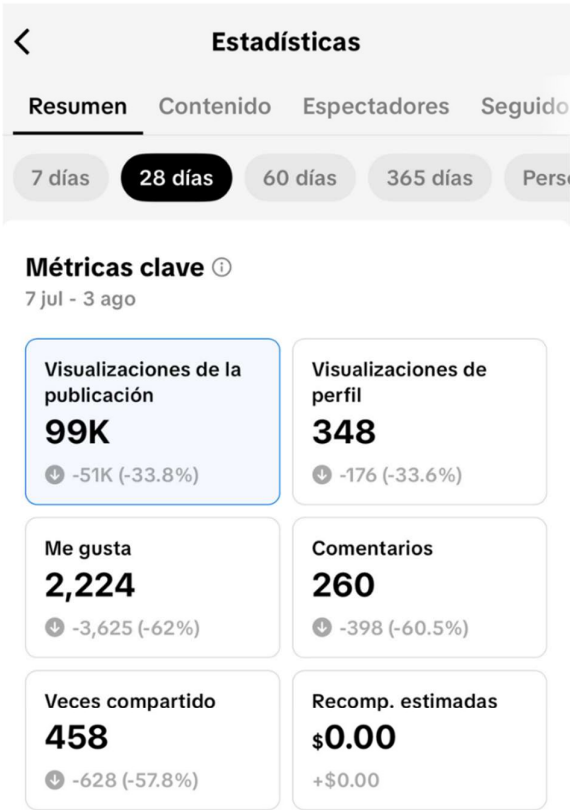 Estadísticas
Resumen Contenido Espectadores Seguido
7 días 28 días 60 días 365 días Pers
Métricas clave
7 jul - 3 ago
Visualizaciones de la
publicación
99K
-51K (-33.8%)
Visualizaciones de
perfil
348
-176 (-33.6%)
Me gusta
2,224
-3,625 (-62%)
Comentarios
260
-398 (-60.5%)
Veces compartido
458
-628 (-57.8%)
Recomp. estimadas
$0.00
+$0.00